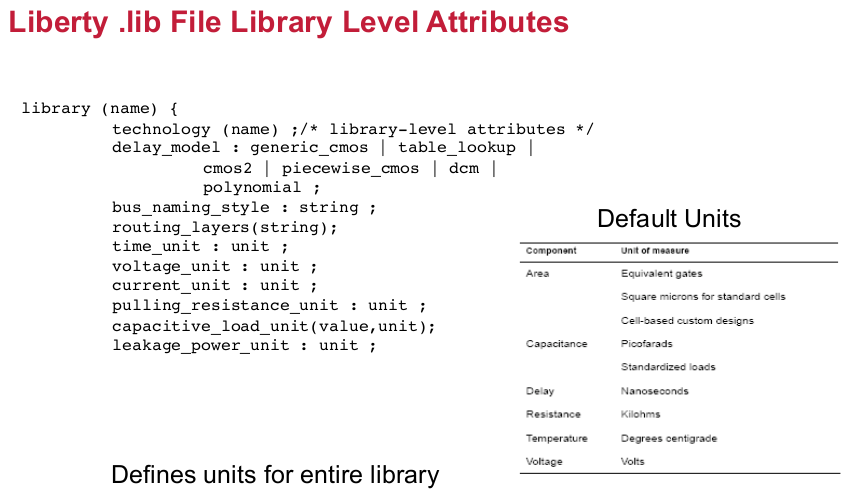 Liberty .lib File Library Level Attributes
library (name) {
technology (name) ;/* library-level attributes */
delay_model : generic_cmos | table_lookup |
cmos2 | piecewise_cmos | dcm |
polynomial ;
bus_naming_style : string ;
routing_layers(string);
time_unit : unit ;
voltage_unit : unit ;
current_unit : unit ;
pulling_resistance_unit : unit ;
capacitive_load_unit(value,unit);
leakage_power_unit : unit ;
Default Units
Component Unit of measure
Area Equivalent gates
Square microns for standard cells
Cell-based custom designs
Capacitance Picofarads
Standardized loads
Delay Nanoseconds
Resistance Kilohms
Temperature Degrees centigrade
Voltage Volts
Defines units for entire library